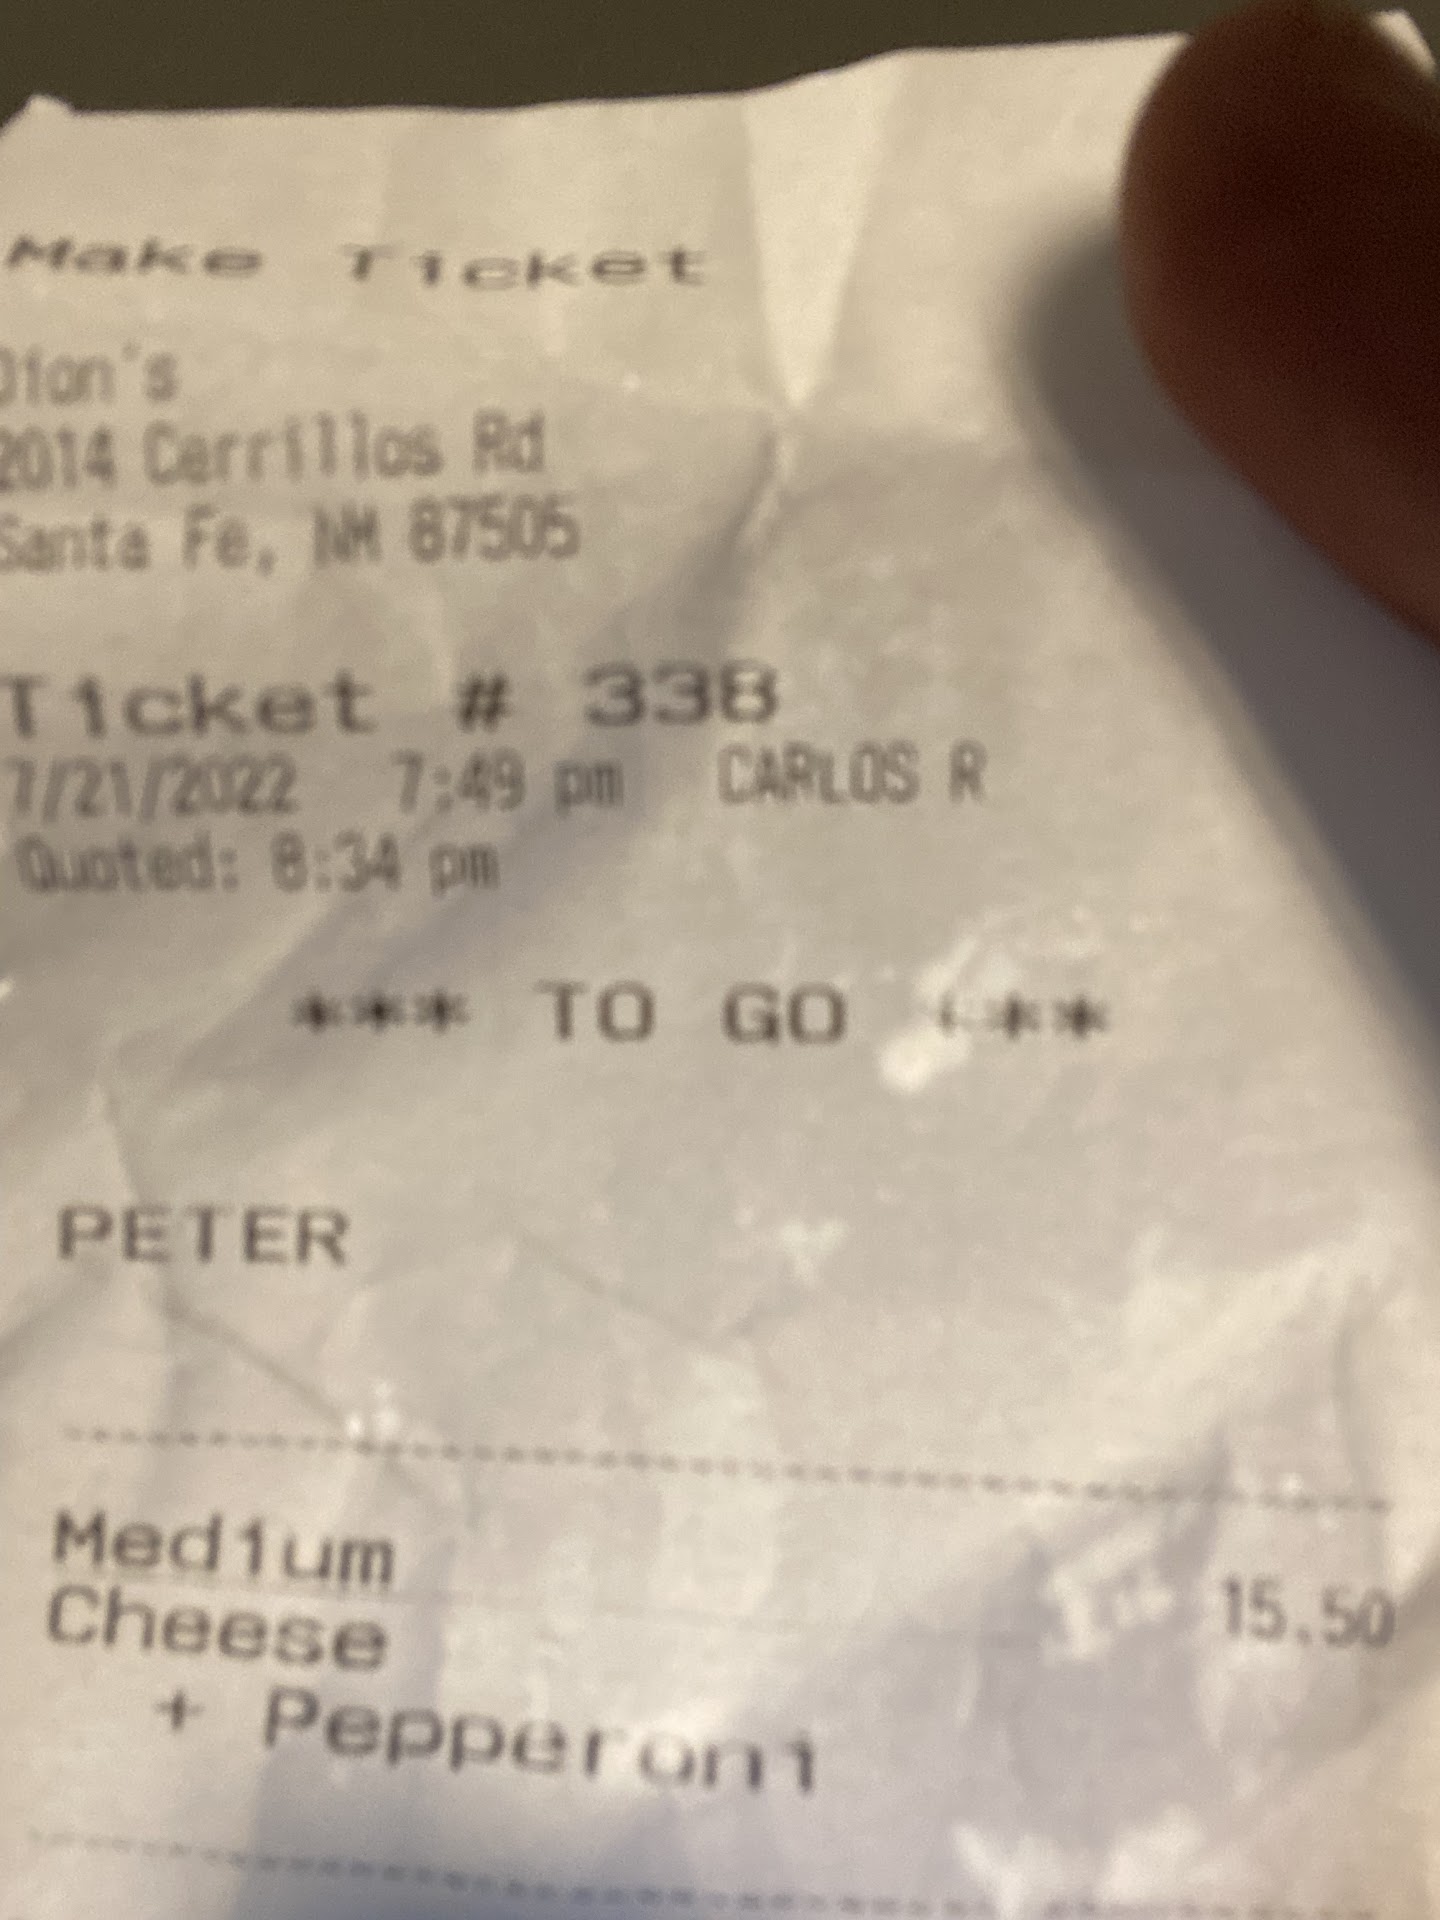 Make Ticket
Dion's
2014 Cerrillos Rd
Santa Fe, NM 87505
Ticket # 338
7/21/2022 7:49 pm CARLOS R
Quoted: 8:34 pm
*** TO GO ***
PETER
Medium
Cheese 15.50
+ Pepperoni